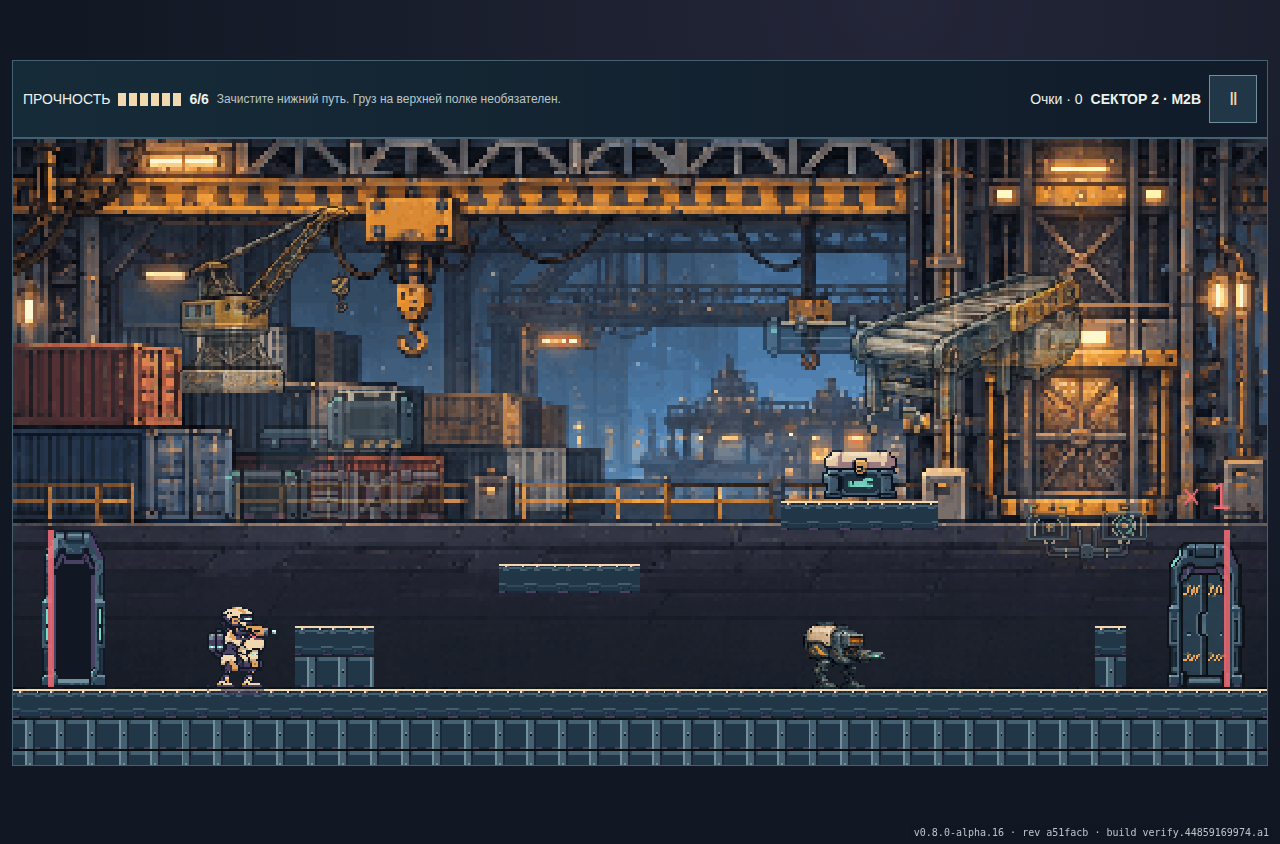 ПРОЧНОСТЬ 6/6 Зачистите нижний путь. Груз на верхней полке необязателен. Очки · 0 СЕКТОР 2 · M2B
× 1
v0.8.0-alpha.16 · rev a51facb · build verify.44859169974.a1